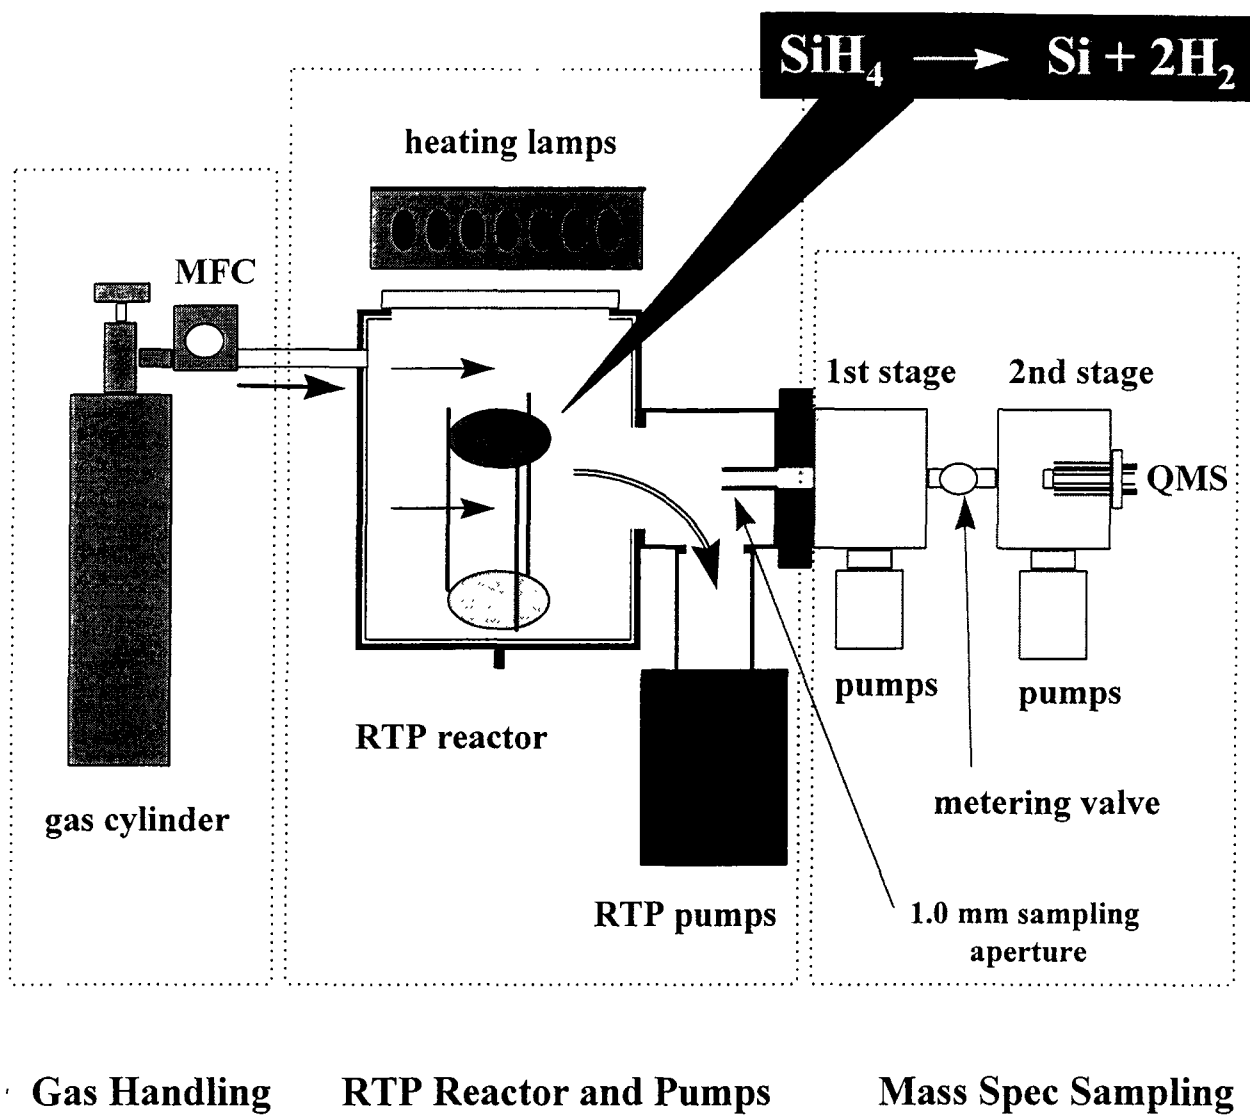 SiH₄ → Si + 2H₂
heating lamps
MFC
1st stage
2nd stage
QMS
pumps
pumps
RTP reactor
metering valve
gas cylinder
RTP pumps
1.0 mm sampling
aperture
Gas Handling
RTP Reactor and Pumps
Mass Spec Sampling